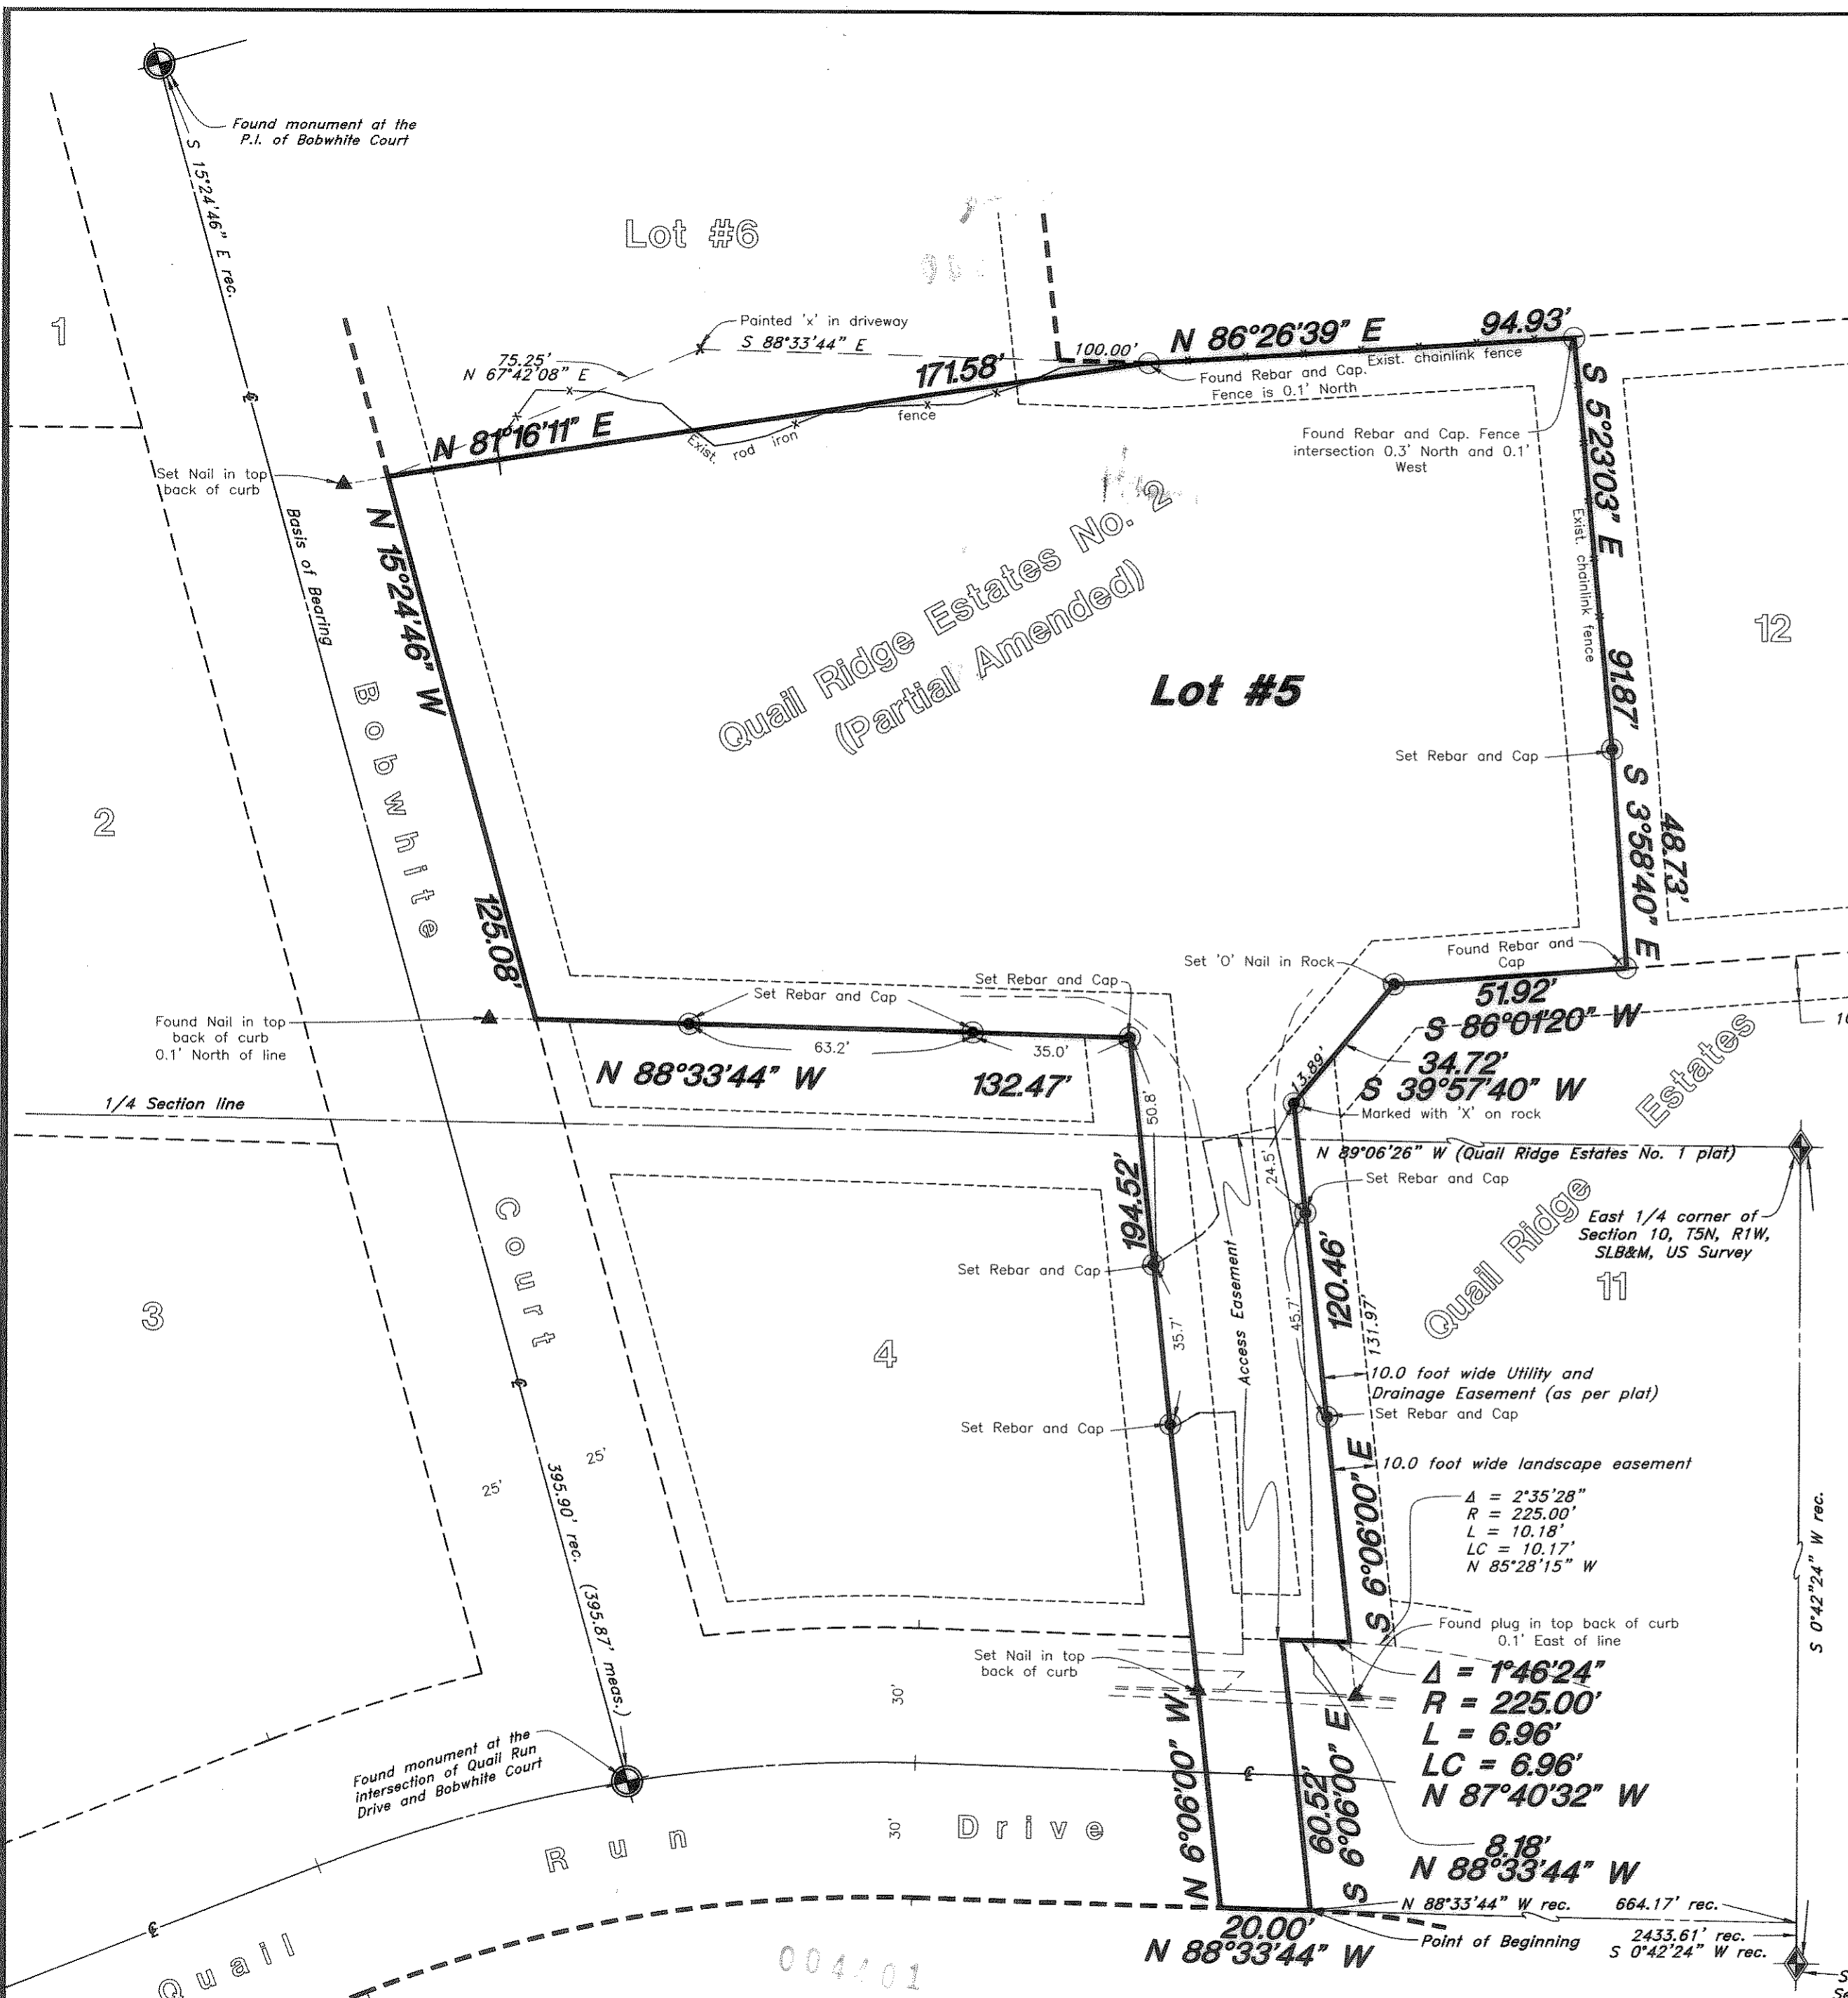 Found monument at the
P.I. of Bobwhite Court
S 15°24'46" E rec.
Lot #6
1
Painted 'x' in driveway
S 88°33'44" E
75.25'
N 67°42'08" E
100.00'
N 86°26'39" E
94.93'
Exist. chainlink fence
171.58'
Found Rebar and Cap.
Fence is 0.1' North
N 81°16'11" E
Exist. rod iron fence
Found Rebar and Cap. Fence
intersection 0.3' North and 0.1'
West
S 5°23'03" E
Exist. chainlink fence
91.87'
Set Nail in top
back of curb
Basis of Bearing
N 15°24'46" W
125.08'
Quail Ridge Estates No. 2
(Partial Amended)
Lot #5
12
Set Rebar and Cap
S 3°58'40" E
48.73'
2
Bobwhite
Court
Set '0' Nail in Rock
Found Rebar and
Cap
51.92'
S 86°01'20" W
10
Set Rebar and Cap
Set Rebar and Cap
Found Nail in top
back of curb
0.1' North of line
63.2'
35.0'
N 88°33'44" W
132.47'
13.89'
34.72'
S 39°57'40" W
Marked with 'X' on rock
1/4 Section line
50.8'
N 89°06'26" W (Quail Ridge Estates No. 1 plat)
24.5'
Set Rebar and Cap
East 1/4 corner of
Section 10, T5N, R1W,
SLB&M, US Survey
Quail Ridge Estates
11
194.52'
Set Rebar and Cap
Access Easement
120.46'
45.7'
131.97'
35.7'
3
4
10.0 foot wide Utility and
Drainage Easement (as per plat)
Set Rebar and Cap
Set Rebar and Cap
10.0 foot wide landscape easement
25'
25'
395.90' rec. (395.87' meas.)
Δ = 2°35'28"
R = 225.00'
L = 10.18'
LC = 10.17'
N 85°28'15" W
S 6°06'00" E
S 0°42'24" W rec.
Found plug in top back of curb
0.1' East of line
Set Nail in top
back of curb
Δ = 1°46'24"
R = 225.00'
L = 6.96'
LC = 6.96'
N 87°40'32" W
30'
30'
Found monument at the
intersection of Quail Run
Drive and Bobwhite Court
N 6°06'00" W
60.52'
S 6°06'00" E
8.18'
N 88°33'44" W
Quail Run Drive
N 88°33'44" W rec. 664.17' rec.
20.00'
N 88°33'44" W
Point of Beginning
2433.61' rec.
S 0°42'24" W rec.